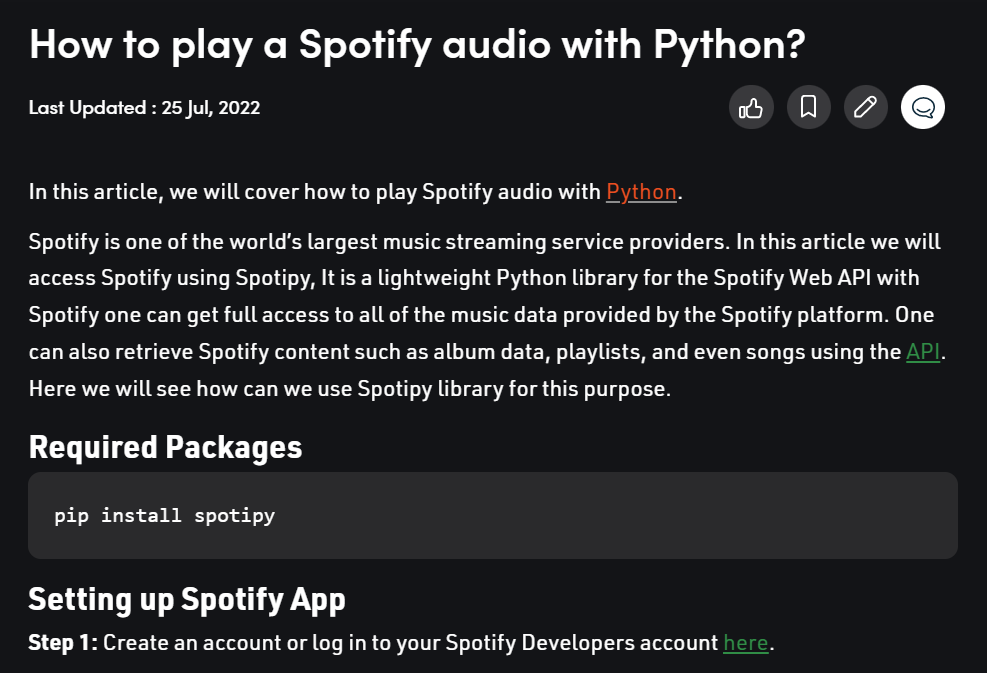 How to play a Spotify audio with Python?
Last Updated : 25 Jul, 2022
In this article, we will cover how to play Spotify audio with Python.
Spotify is one of the world’s largest music streaming service providers. In this article we will
access Spotify using Spotipy, It is a lightweight Python library for the Spotify Web API with
Spotify one can get full access to all of the music data provided by the Spotify platform. One
can also retrieve Spotify content such as album data, playlists, and even songs using the API.
Here we will see how can we use Spotipy library for this purpose.
Required Packages
pip install spotipy
Setting up Spotify App
Step 1: Create an account or log in to your Spotify Developers account here.